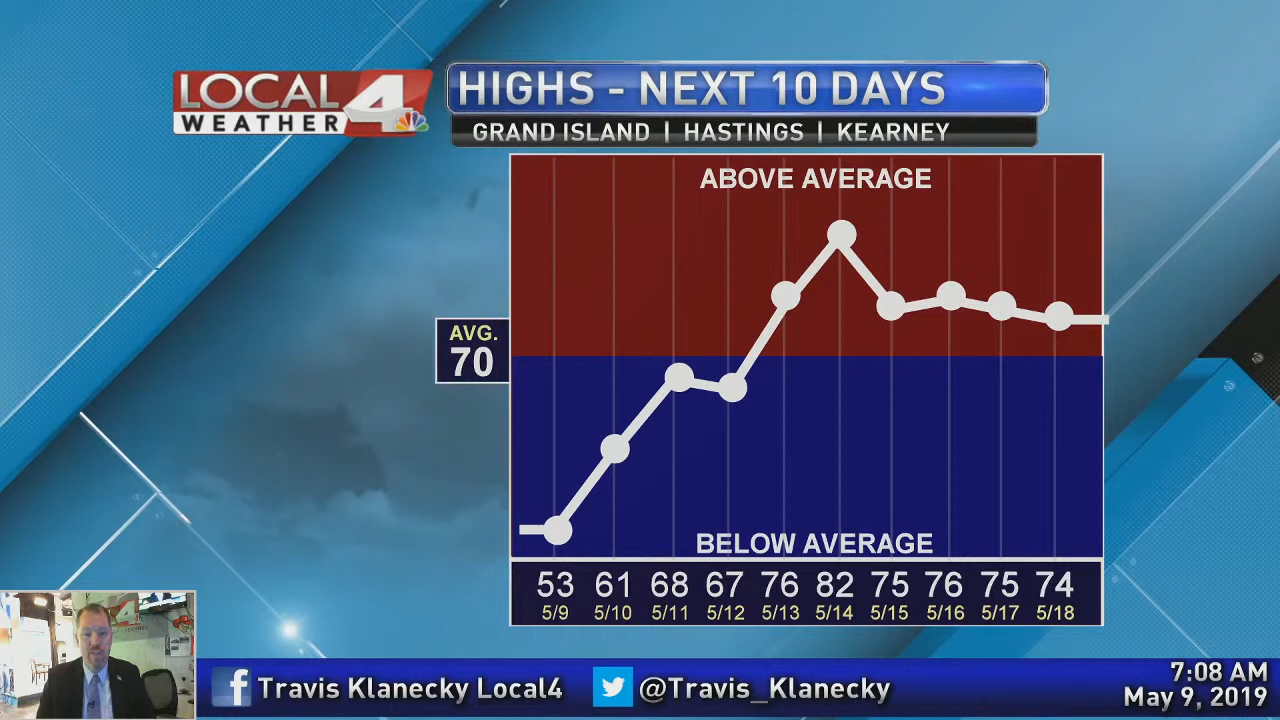 LOCAL 4
WEATHER
HIGHS - NEXT 10 DAYS
GRAND ISLAND | HASTINGS | KEARNEY
ABOVE AVERAGE
AVG.
70
BELOW AVERAGE
53 61 68 67 76 82 75 76 75 74
5/9 5/10 5/11 5/12 5/13 5/14 5/15 5/16 5/17 5/18
4
f Travis Klanecky Local4 @Travis_Klanecky
7:08 AM
May 9, 2019